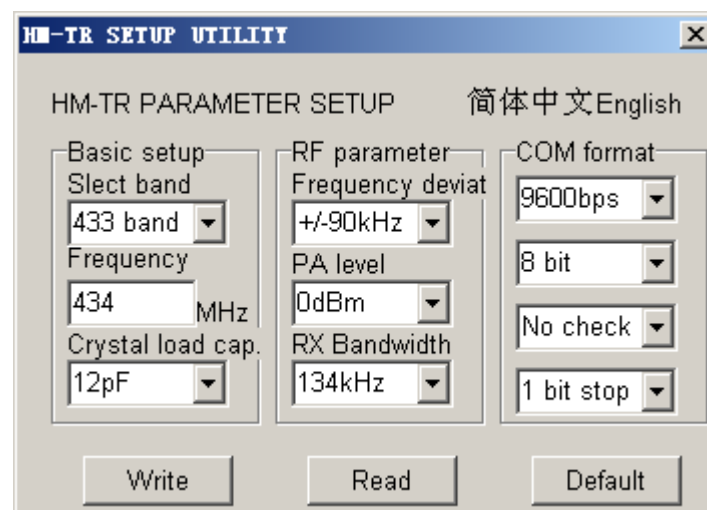 HM-TR SETUP UTILITY
HM-TR PARAMETER SETUP 简体中文English
Basic setup
Slect band
433 band
Frequency
434 MHz
Crystal load cap.
12pF
RF parameter
Frequency deviat
+/-90kHz
PA level
0dBm
RX Bandwidth
134kHz
COM format
9600bps
8 bit
No check
1 bit stop
Write Read Default